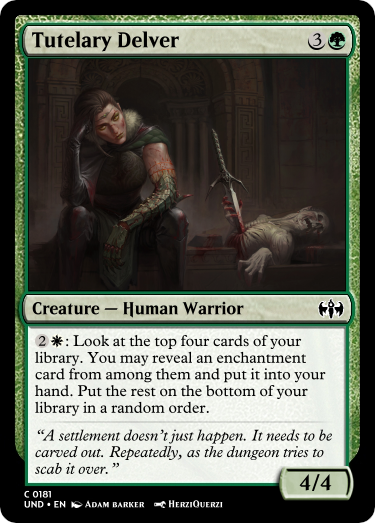 Tutelary Delver 3
Creature — Human Warrior
2 : Look at the top four cards of your
library. You may reveal an enchantment
card from among them and put it into your
hand. Put the rest on the bottom of your
library in a random order.
“A settlement doesn’t just happen. It needs to be
carved out. Repeatedly, as the dungeon tries to
scab it over.”
4/4
C 0181
UND • EN Adam barker HerziQuerzi